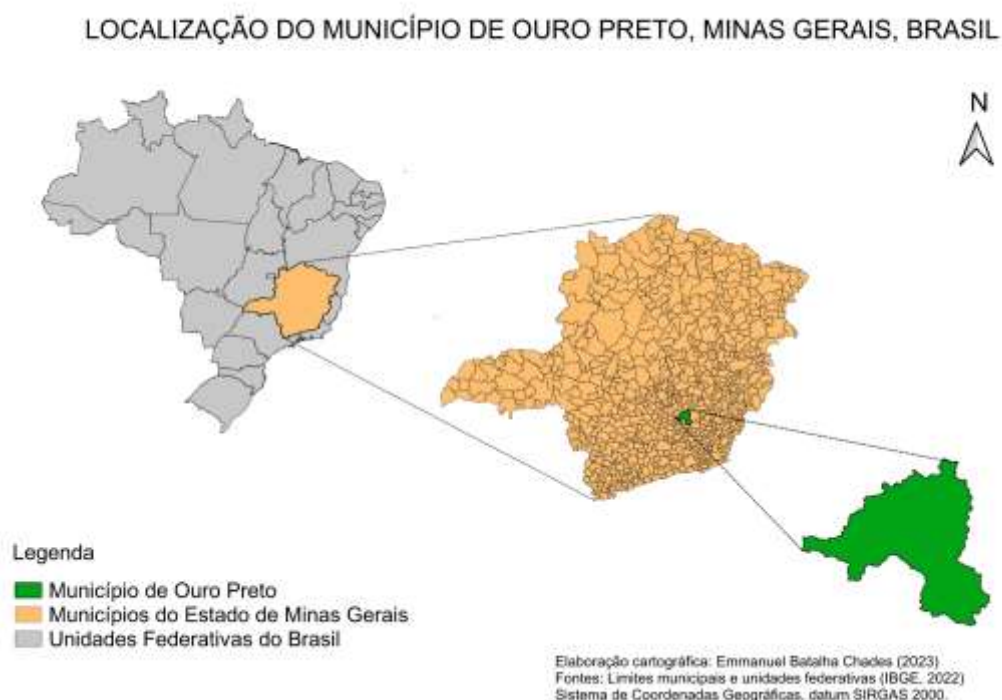 LOCALIZAÇÃO DO MUNICÍPIO DE OURO PRETO, MINAS GERAIS, BRASIL
N
Legenda
Município de Ouro Preto
Municípios do Estado de Minas Gerais
Unidades Federativas do Brasil
Elaboração cartográfica: Emmanuel Batalha Chades (2023)
Fontes: Limites municipais e unidades federativas (IBGE, 2022)
Sistema de Coordenadas Geográficas, datum SIRGAS 2000.